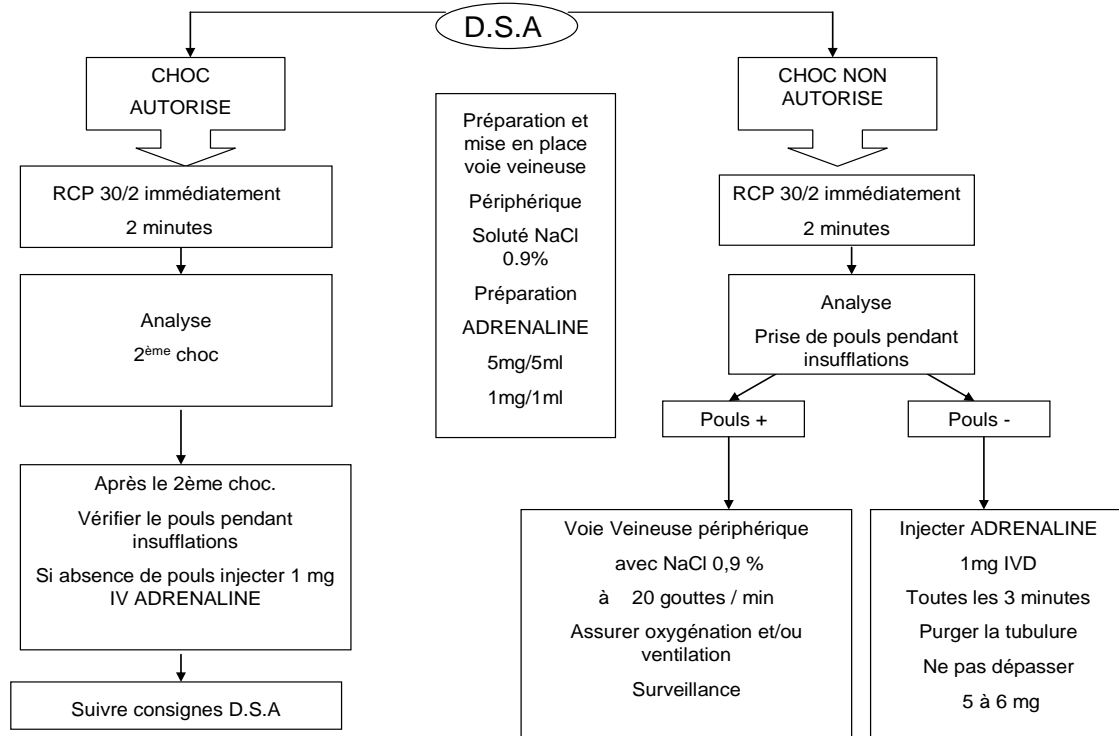 D.S.A
CHOC
AUTORISE
RCP 30/2 immédiatement
2 minutes
Analyse
2ème choc
Après le 2ème choc.
Vérifier le pouls pendant
insufflations
Si absence de pouls injecter 1 mg
IV ADRENALINE
Suivre consignes D.S.A
Préparation et
mise en place
voie veineuse
Périphérique
Soluté NaCl
0.9%
Préparation
ADRENALINE
5mg/5ml
1mg/1ml
CHOC NON
AUTORISE
RCP 30/2 immédiatement
2 minutes
Analyse
Prise de pouls pendant
insufflations
Pouls +
Voie Veineuse périphérique
avec NaCl 0,9 %
à 20 gouttes / min
Assurer oxygénation et/ou
ventilation
Surveillance
Pouls -
Injecter ADRENALINE
1mg IVD
Toutes les 3 minutes
Purger la tubulure
Ne pas dépasser
5 à 6 mg